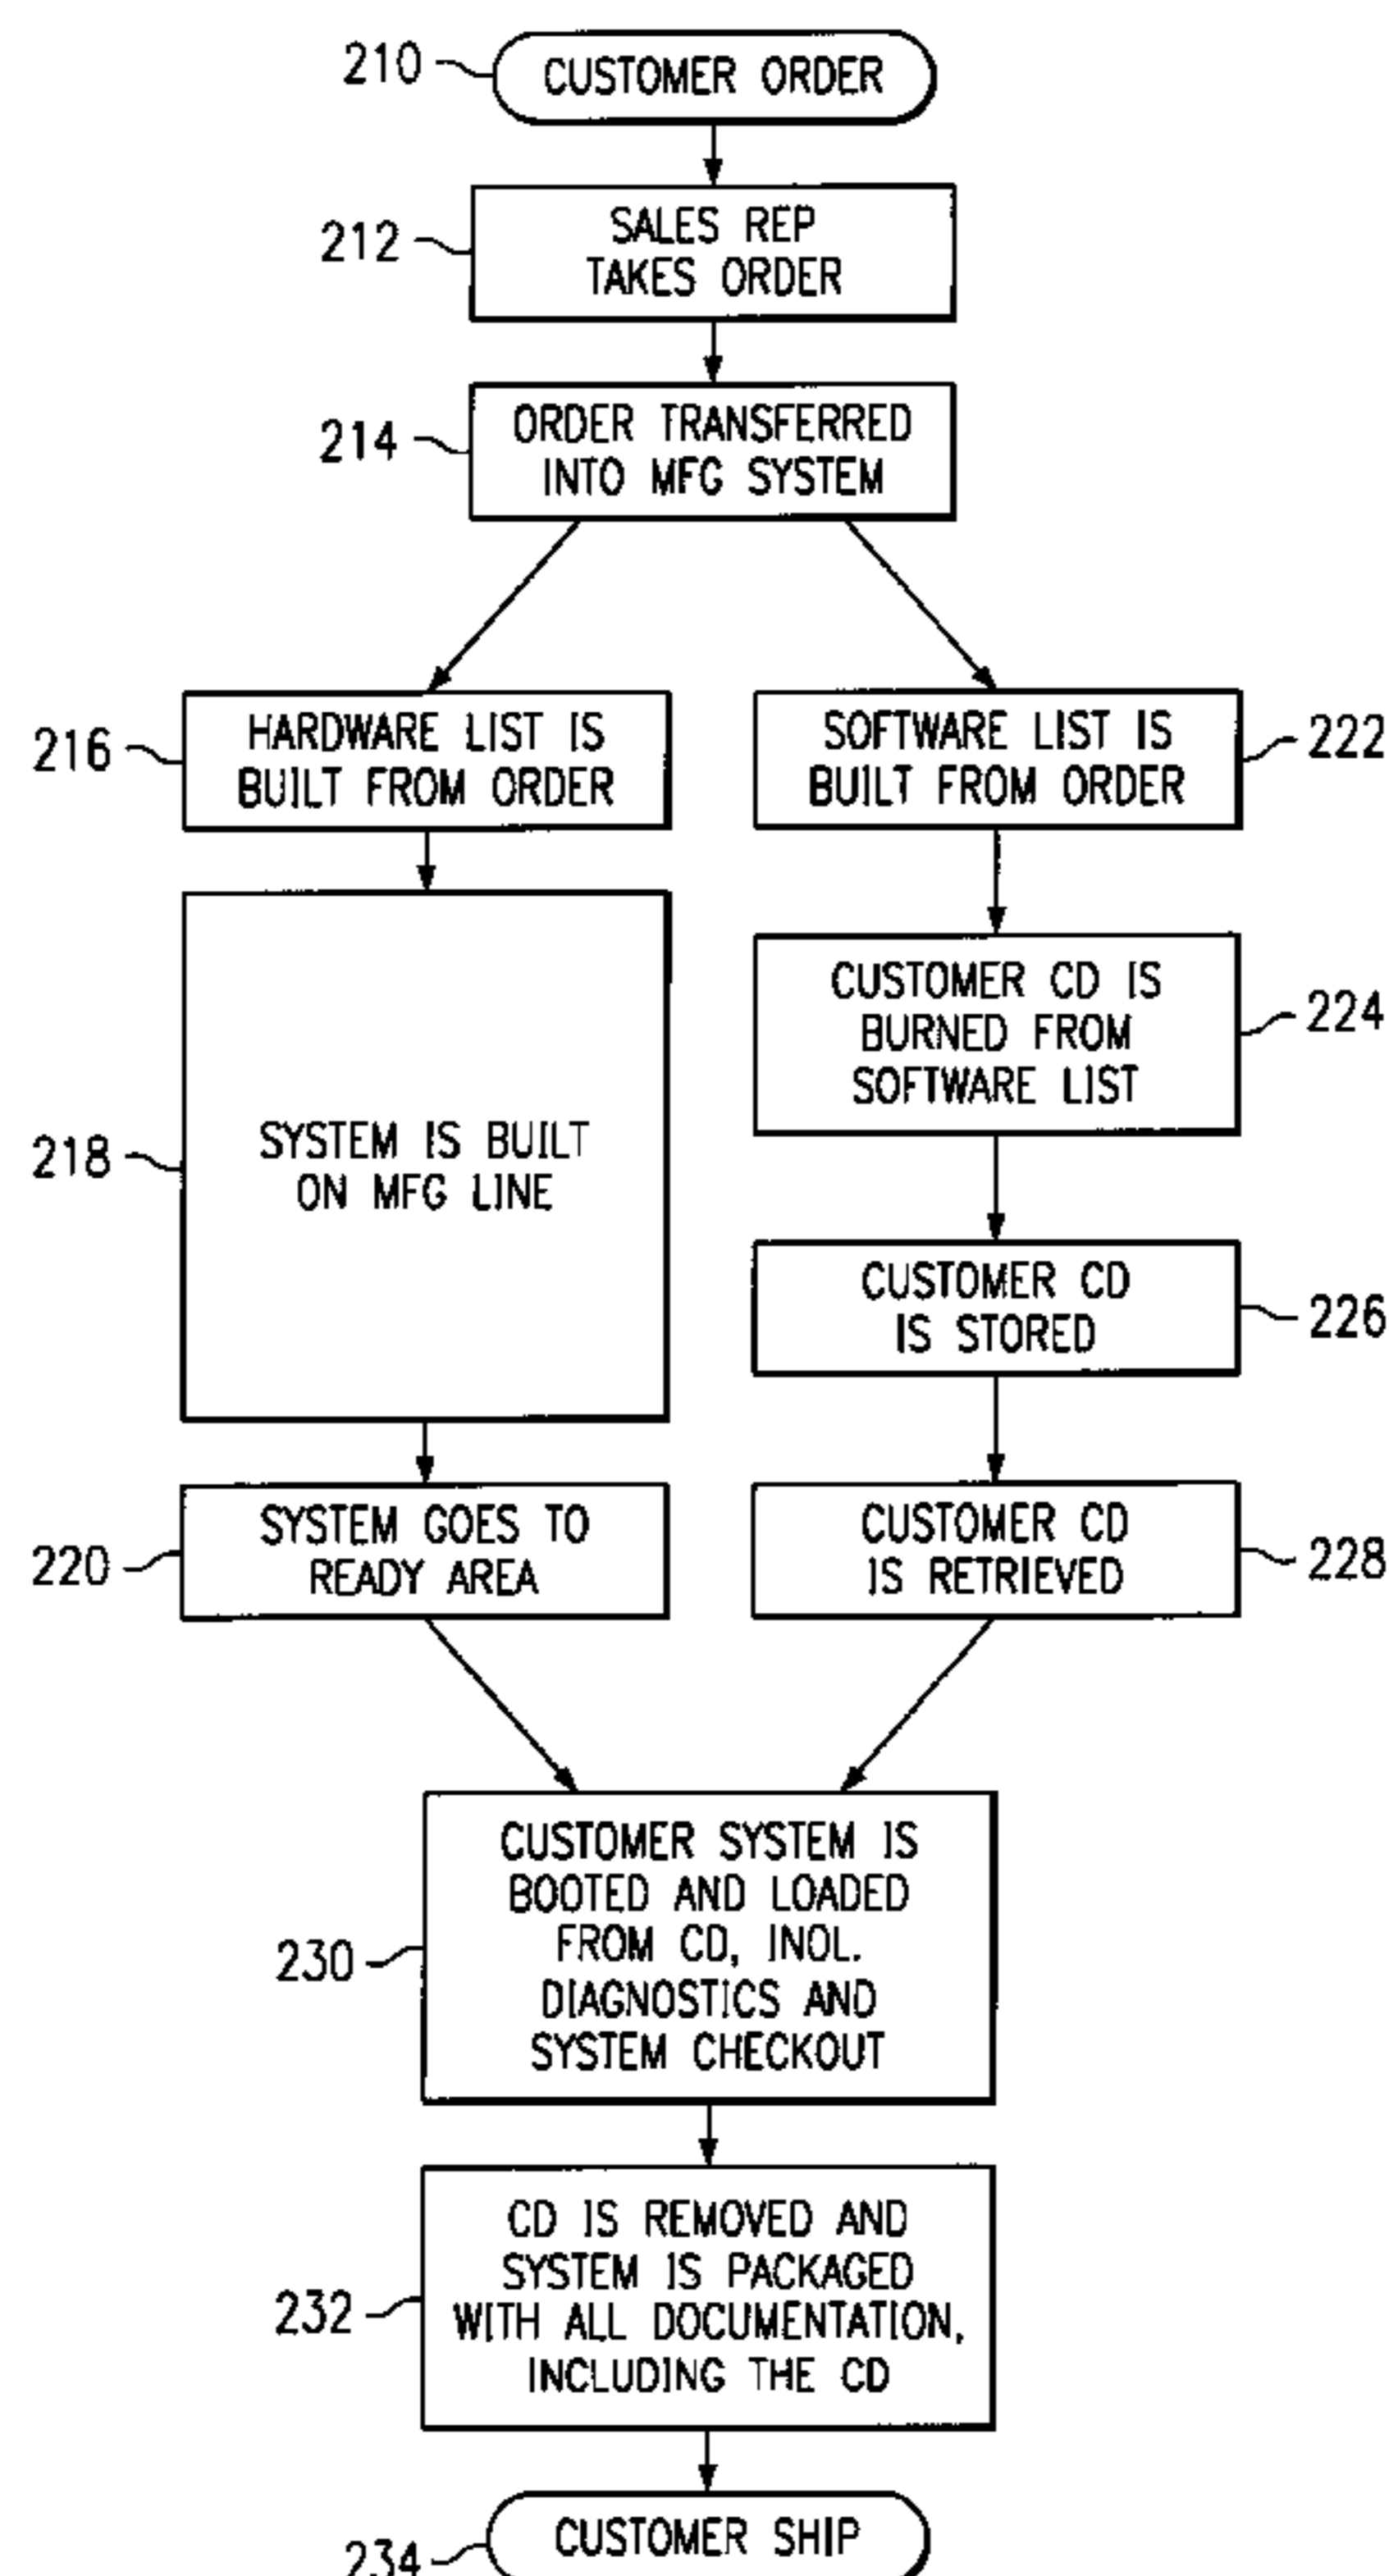 210
CUSTOMER ORDER
212
SALES REP
TAKES ORDER
214
ORDER TRANSFERRED
INTO MFG SYSTEM
216
HARDWARE LIST IS
BUILT FROM ORDER
218
SYSTEM IS BUILT
ON MFG LINE
220
SYSTEM GOES TO
READY AREA
222
SOFTWARE LIST IS
BUILT FROM ORDER
224
CUSTOMER CD IS
BURNED FROM
SOFTWARE LIST
226
CUSTOMER CD
IS STORED
228
CUSTOMER CD
IS RETRIEVED
230
CUSTOMER SYSTEM IS
BOOTED AND LOADED
FROM CD, INOL.
DIAGNOSTICS AND
SYSTEM CHECKOUT
232
CD IS REMOVED AND
SYSTEM IS PACKAGED
WITH ALL DOCUMENTATION,
INCLUDING THE CD
234
CUSTOMER SHIP